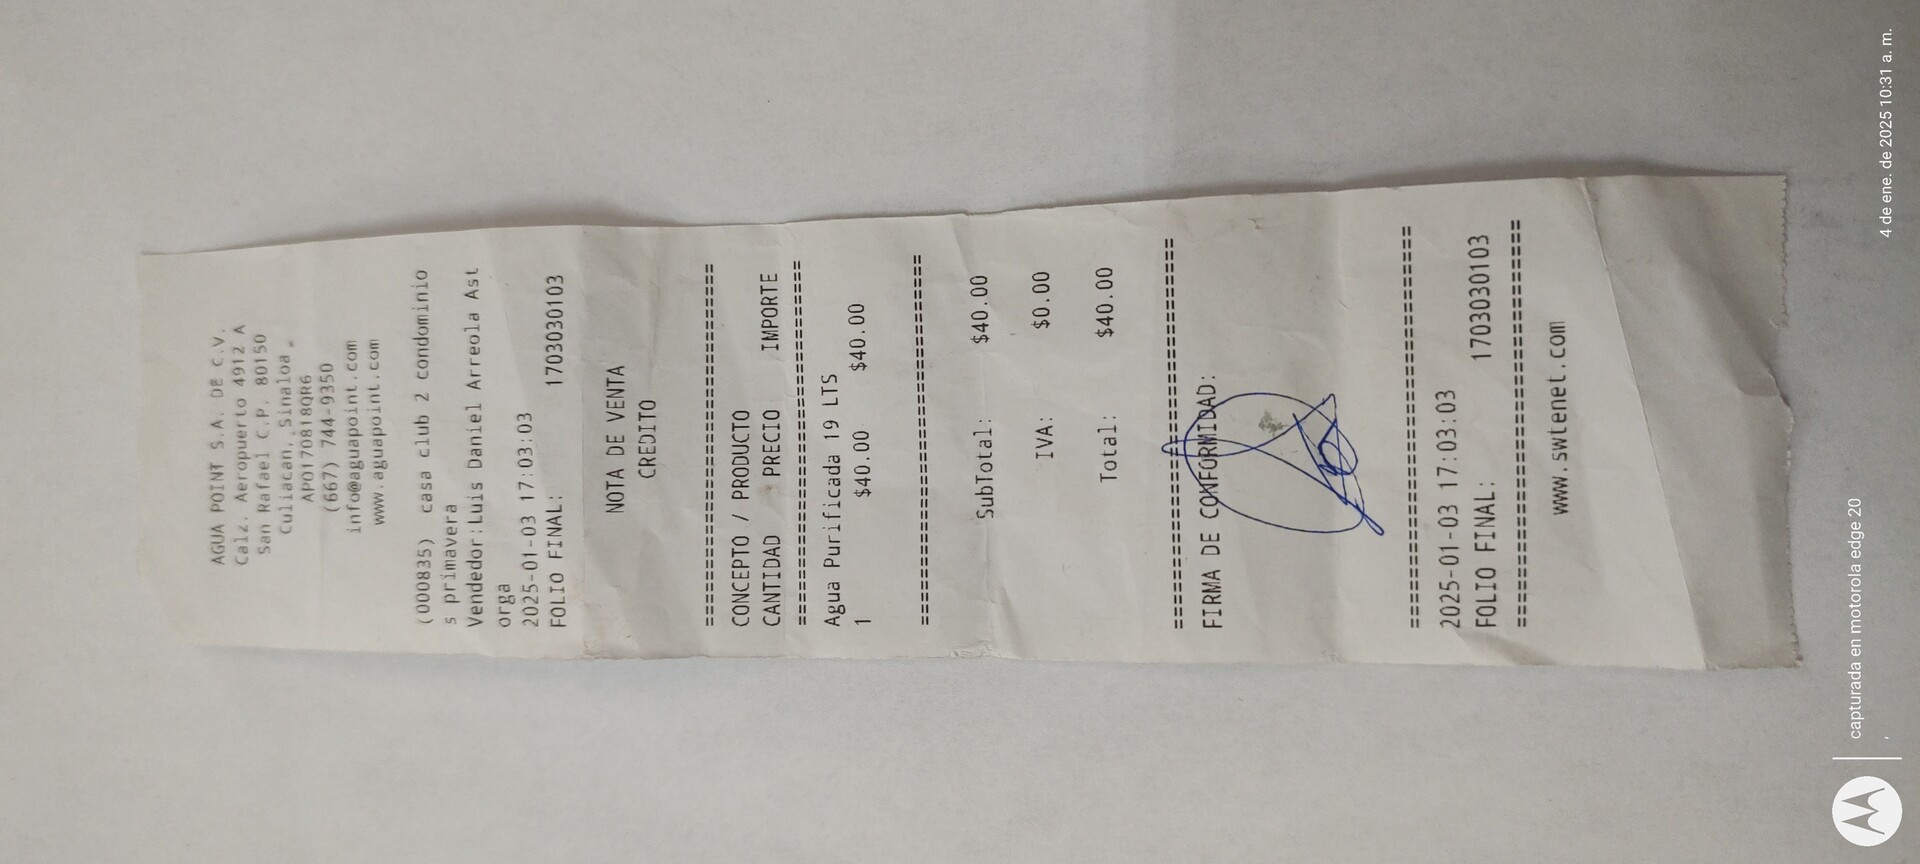 AGUA POINT S.A. DE C.V.
Calz. Aeropuerto 4912 A
San Rafael C.P. 80150
Culiacan, Sinaloa
APO170818QR6
(667) 744-9350
info@aguapoint.com
www.aguapoint.com
(000835) casa club 2 condominio
s primavera
Vendedor:Luis Daniel Arreola Ast
orga
2025-01-03 17:03:03
FOLIO FINAL: 1703030103
NOTA DE VENTA
CREDITO
================================
CONCEPTO / PRODUCTO
CANTIDAD PRECIO IMPORTE
================================
Agua Purificada 19 LTS
1 $40.00 $40.00
================================
SubTotal: $40.00
IVA: $0.00
Total: $40.00
================================
FIRMA DE CONFORMIDAD:
================================
2025-01-03 17:03:03
FOLIO FINAL: 1703030103
================================
www.swtenet.com
capturada en motorola edge 20
4 de ene. de 2025 10:31 a. m.